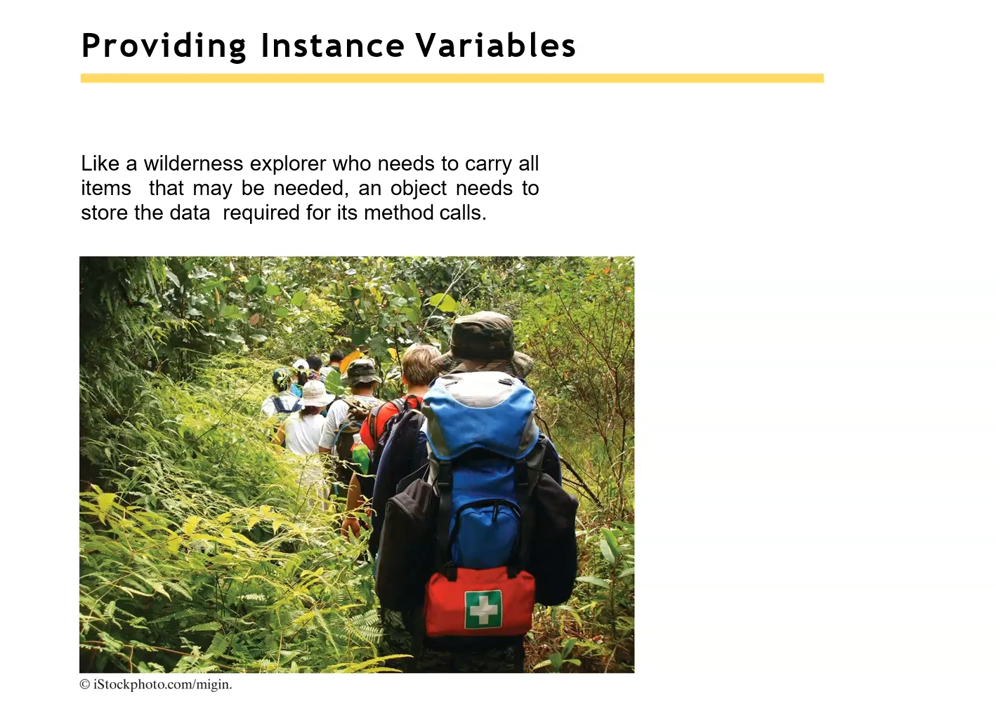 Providing Instance Variables
Like a wilderness explorer who needs to carry all
items that may be needed, an object needs to
store the data required for its method calls.
© iStockphoto.com/migin.